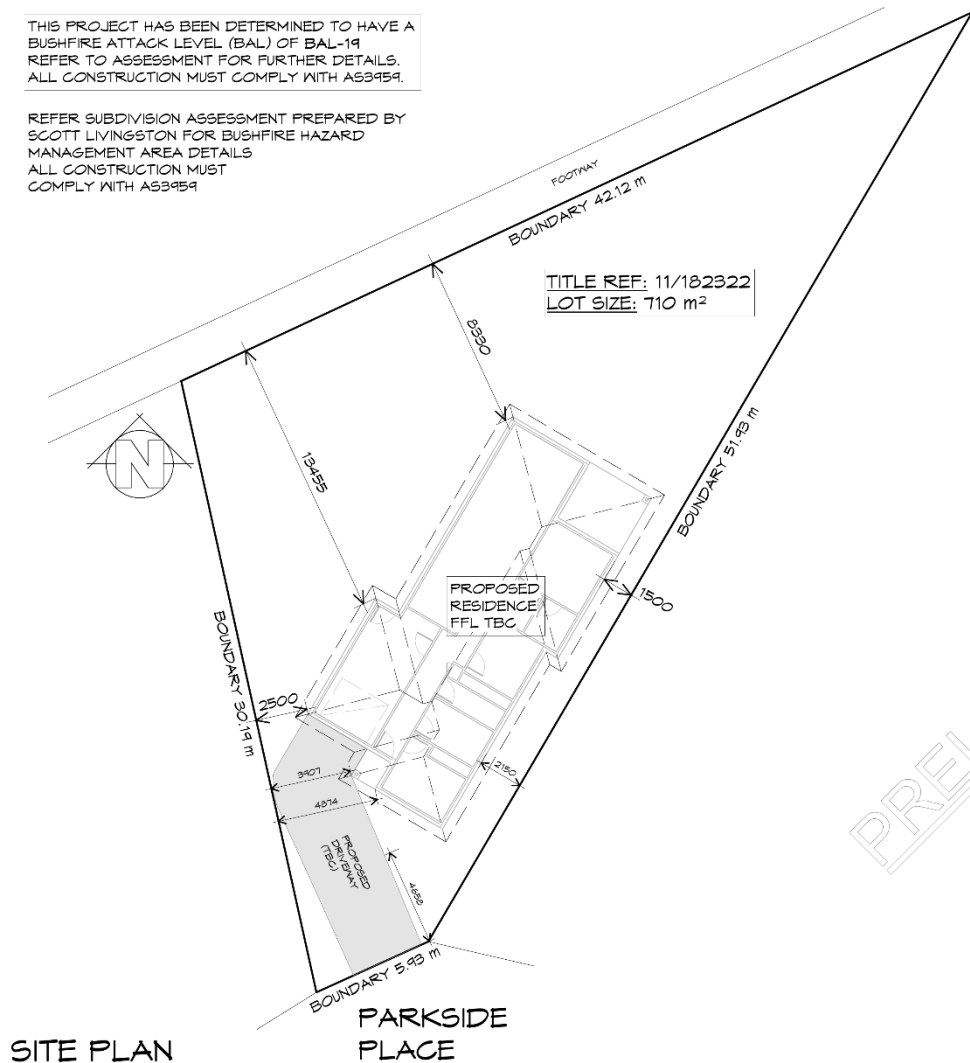 THIS PROJECT HAS BEEN DETERMINED TO HAVE A
BUSHFIRE ATTACK LEVEL (BAL) OF BAL-19
REFER TO ASSESSMENT FOR FURTHER DETAILS.
ALL CONSTRUCTION MUST COMPLY WITH AS3959.
REFER SUBDIVISION ASSESSMENT PREPARED BY
SCOTT LIVINGSTON FOR BUSHFIRE HAZARD
MANAGEMENT AREA DETAILS
ALL CONSTRUCTION MUST
COMPLY WITH AS3959
FOOTWAY
BOUNDARY 42.12 m
TITLE REF: 11/182322
LOT SIZE: 710 m²
8330
13455
N
BOUNDARY 51.93 m
PROPOSED
RESIDENCE
FFL TBC
1500
BOUNDARY 30.19 m
2500
3907
2150
4874
PREL
PROPOSED
DRIVEWAY
(TBC)
4658
BOUNDARY 5.93 m
PARKSIDE
PLACE
SITE PLAN